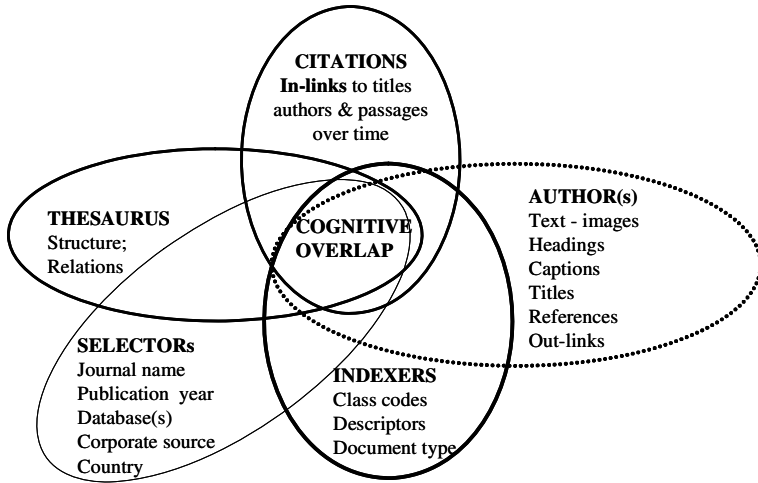 CITATIONS
In-links to titles
authors & passages
over time
THESAURUS
Structure;
Relations
COGNITIVE
OVERLAP
AUTHOR(s)
Text - images
Headings
Captions
Titles
References
Out-links
SELECTORs
Journal name
Publication year
Database(s)
Corporate source
Country
INDEXERS
Class codes
Descriptors
Document type